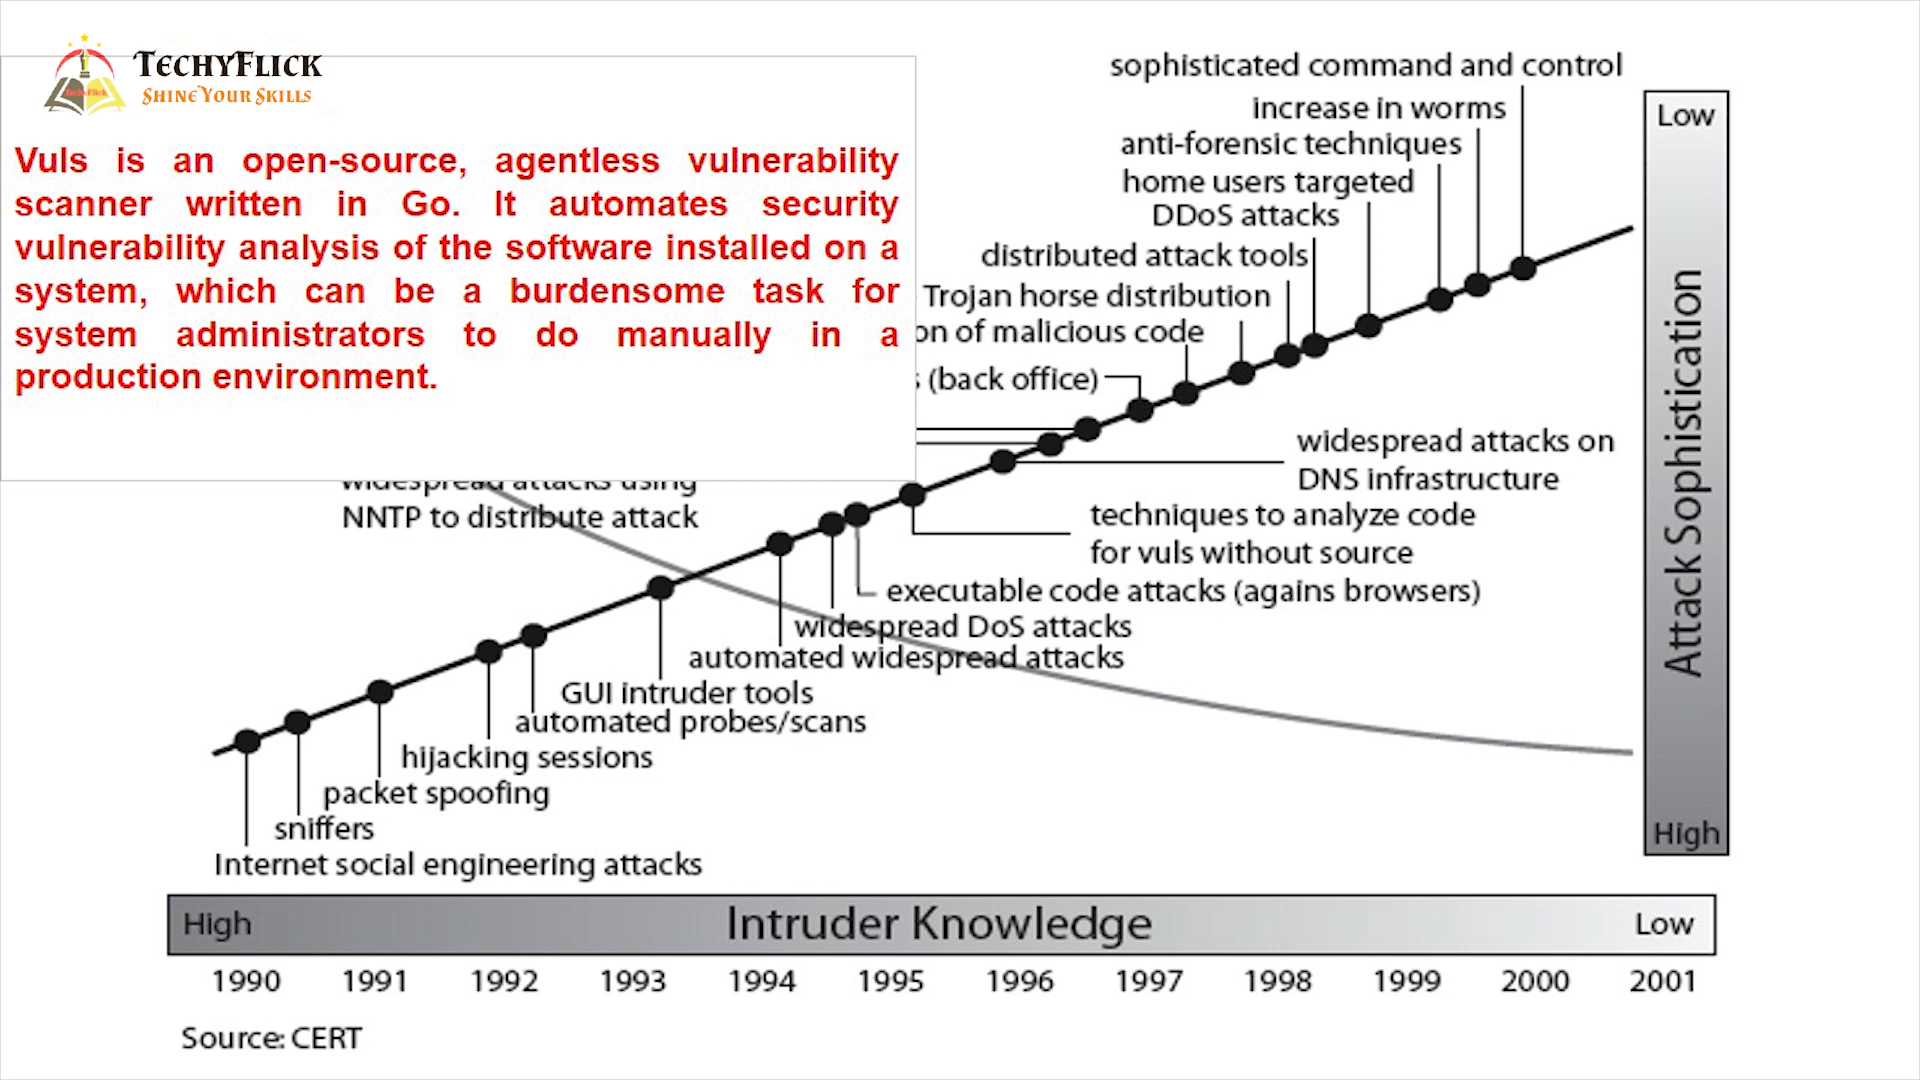 TECHYFLICK
SHINE YOUR SKILLS
Vuls is an open-source, agentless vulnerability
scanner written in Go. It automates security
vulnerability analysis of the software installed on a
system, which can be a burdensome task for
system administrators to do manually in a
production environment.
sophisticated command and control
increase in worms
anti-forensic techniques
home users targeted
DDoS attacks
distributed attack tools
Trojan horse distribution
of malicious code
(back office)
widespread attacks on
DNS infrastructure
widespread attacks using
NNTP to distribute attack
techniques to analyze code
for vuls without source
executable code attacks (agains browsers)
widespread DoS attacks
automated widespread attacks
GUI intruder tools
automated probes/scans
hijacking sessions
packet spoofing
sniffers
Internet social engineering attacks
Low
Attack Sophistication
High
High Intruder Knowledge Low
1990 1991 1992 1993 1994 1995 1996 1997 1998 1999 2000 2001
Source: CERT